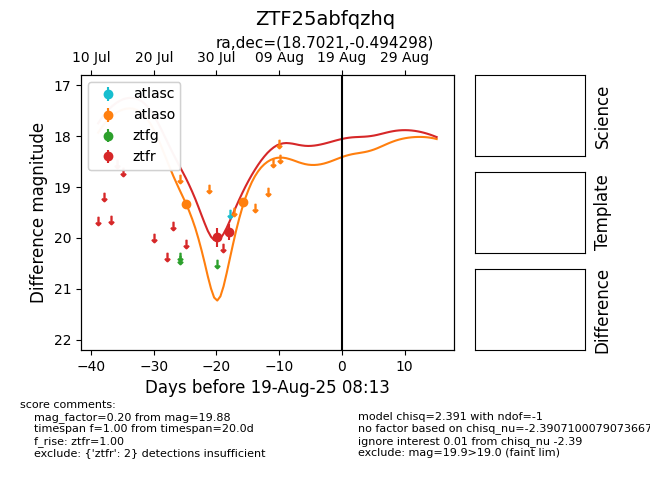 ZTF25abfqzhq
ra,dec=(18.7021,-0.494298)
10 Jul 20 Jul 30 Jul 09 Aug 19 Aug 29 Aug
atlasc
atlaso
ztfg
ztfr
17
18
19
20
21
22
Difference magnitude
−40 −30 −20 −10 0 10
Days before 19-Aug-25 08:13
Science
Template
Difference
score comments:
mag_factor=0.20 from mag=19.88
timespan f=1.00 from timespan=20.0d
f_rise: ztfr=1.00
exclude: {'ztfr': 2} detections insufficient
model chisq=2.391 with ndof=-1
no factor based on chisq_nu=-2.3907100079073667
ignore interest 0.01 from chisq_nu -2.39
exclude: mag=19.9>19.0 (faint lim)